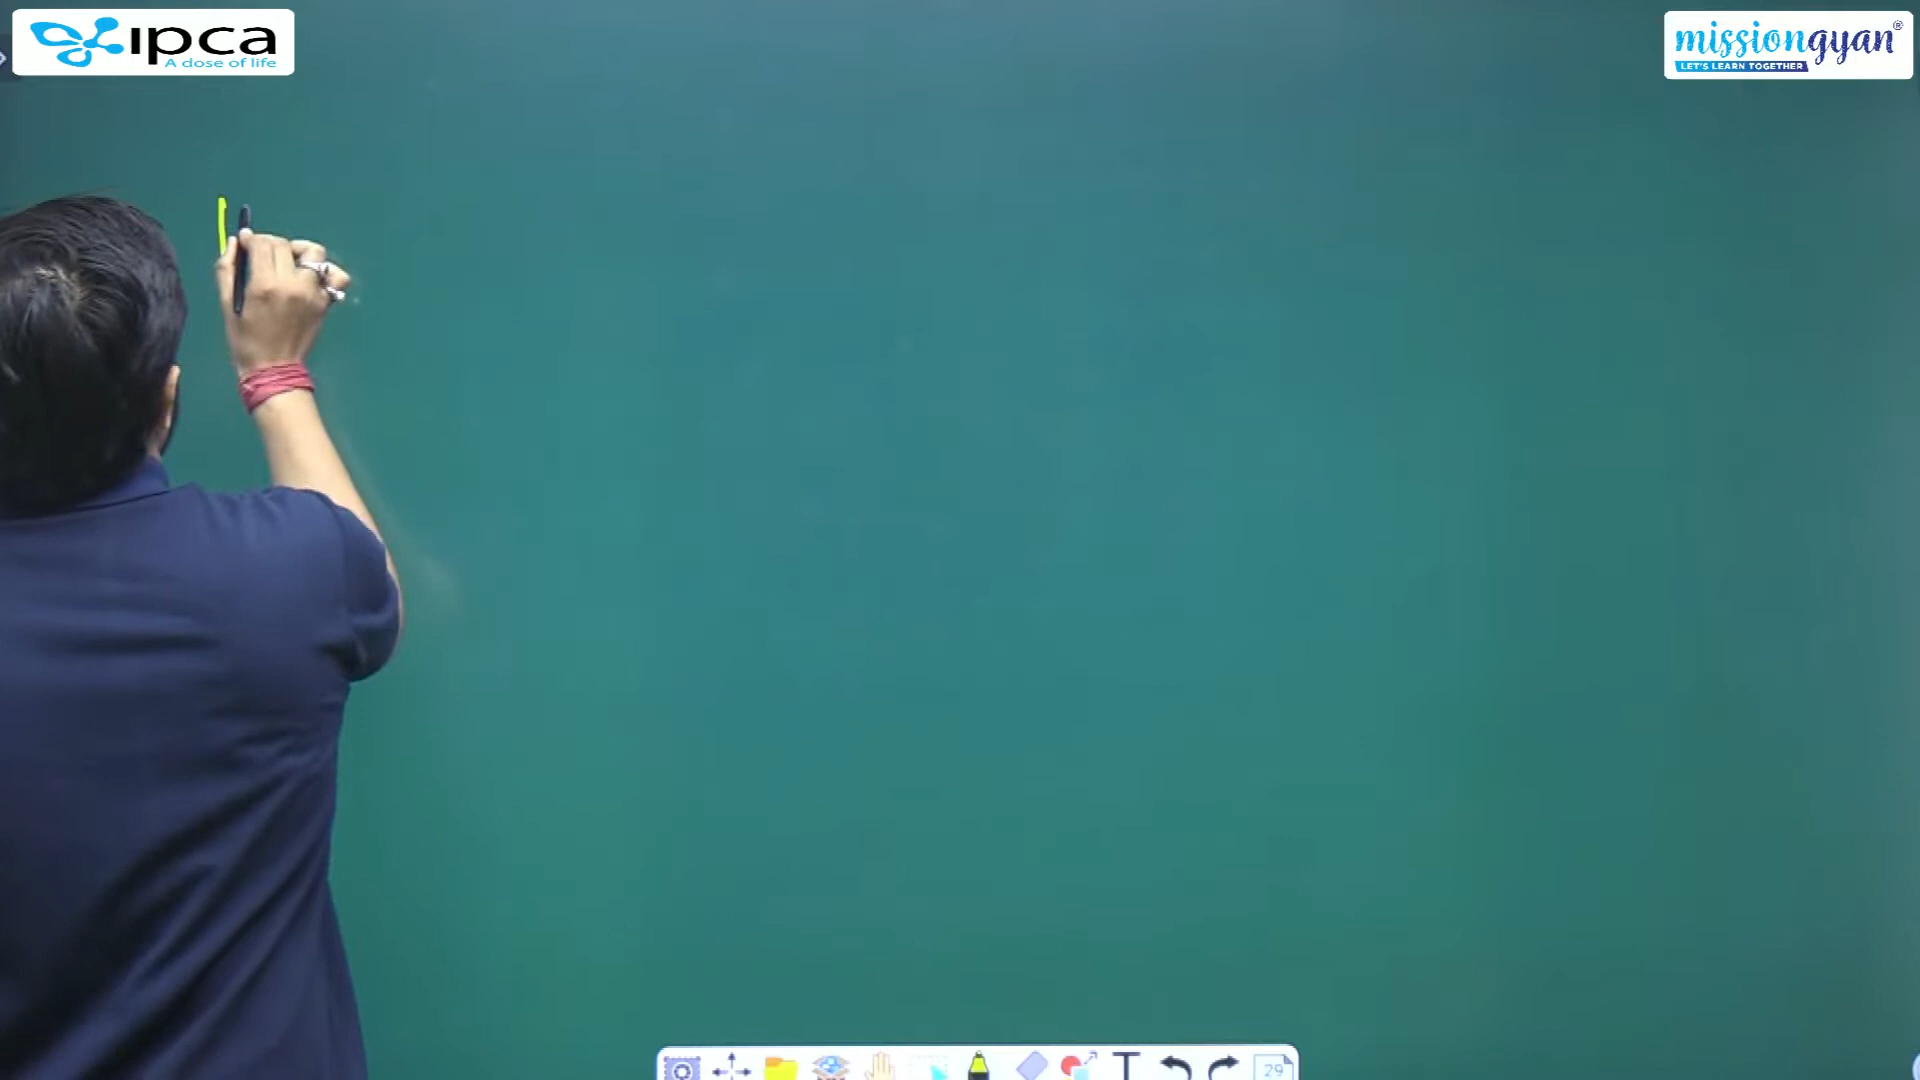 ipca
A dose of life
missiongyan®
LET'S LEARN TOGETHER
T
29